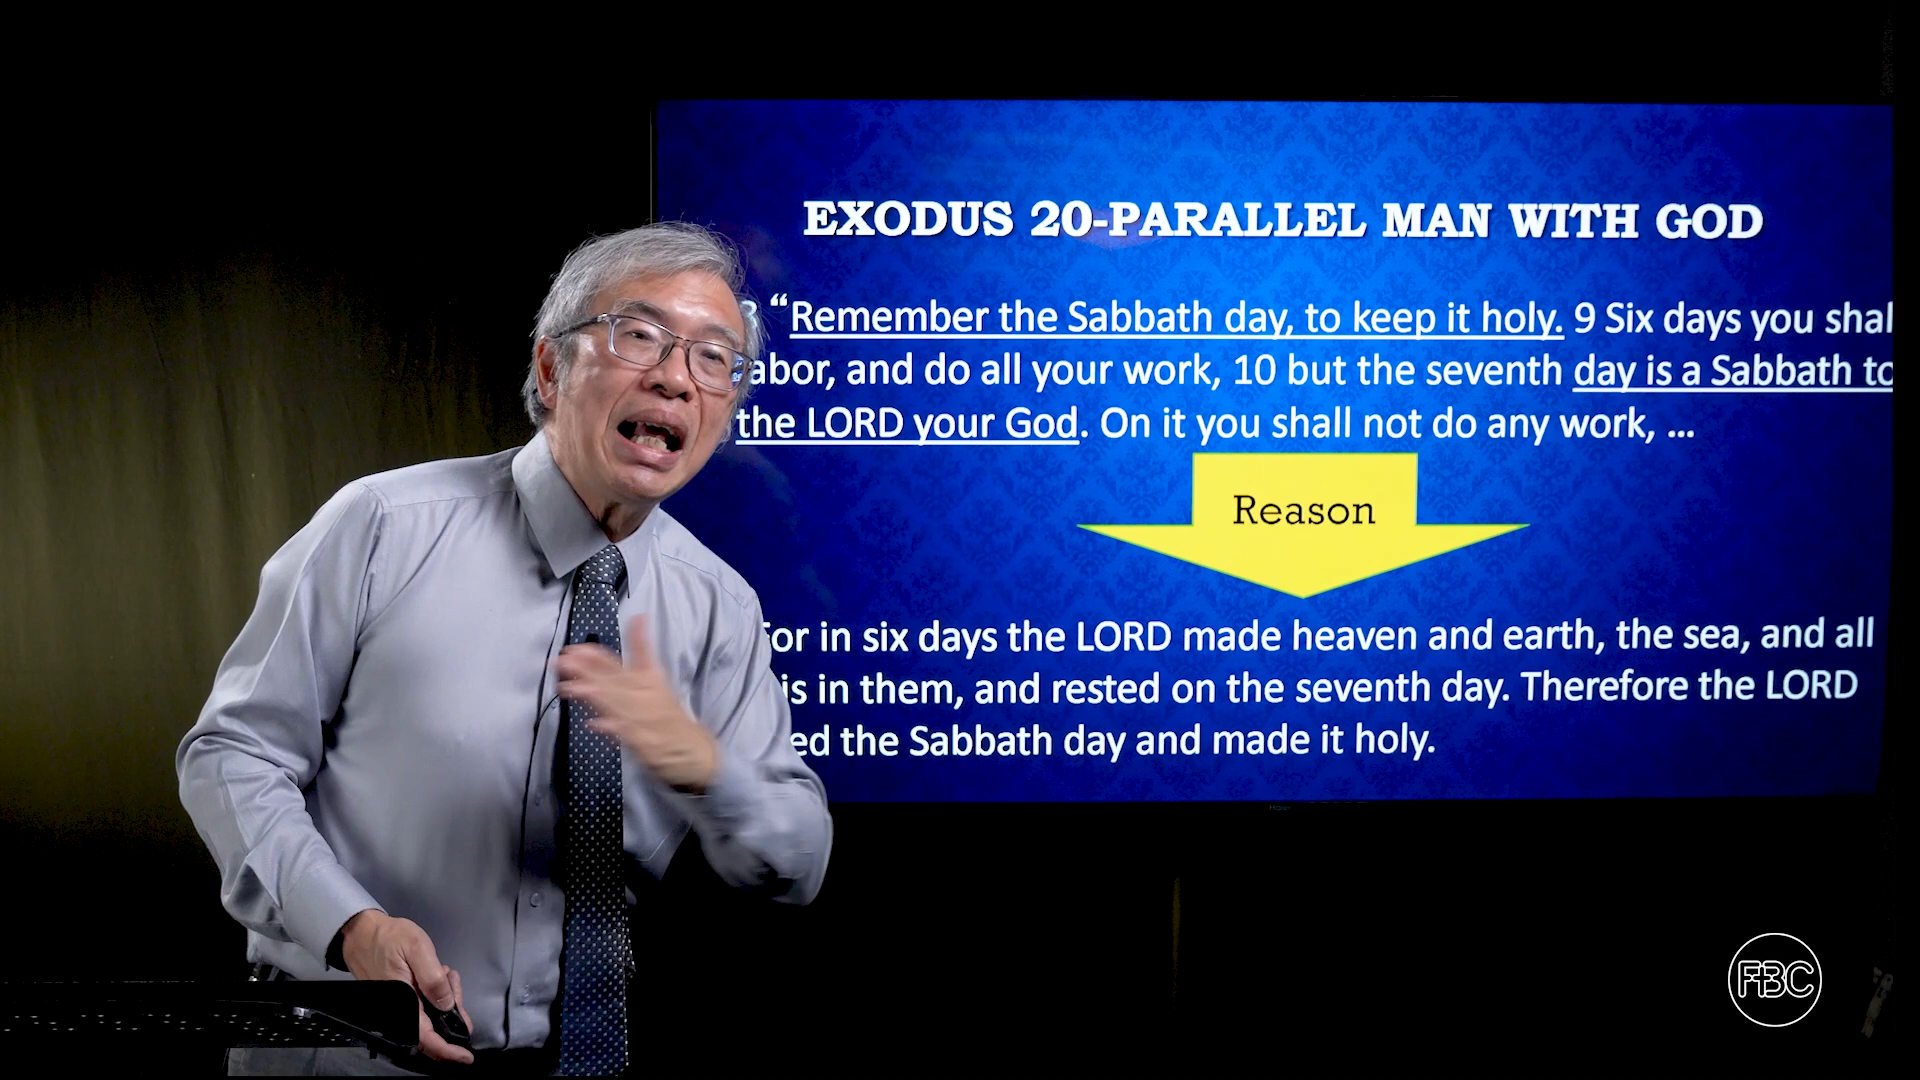 EXODUS 20-PARALLEL MAN WITH GOD
“Remember the Sabbath day, to keep it holy. 9 Six days you shal
abor, and do all your work, 10 but the seventh day is a Sabbath to
the LORD your God. On it you shall not do any work, ...
Reason
For in six days the LORD made heaven and earth, the sea, and all
is in them, and rested on the seventh day. Therefore the LORD
ed the Sabbath day and made it holy.
FBC